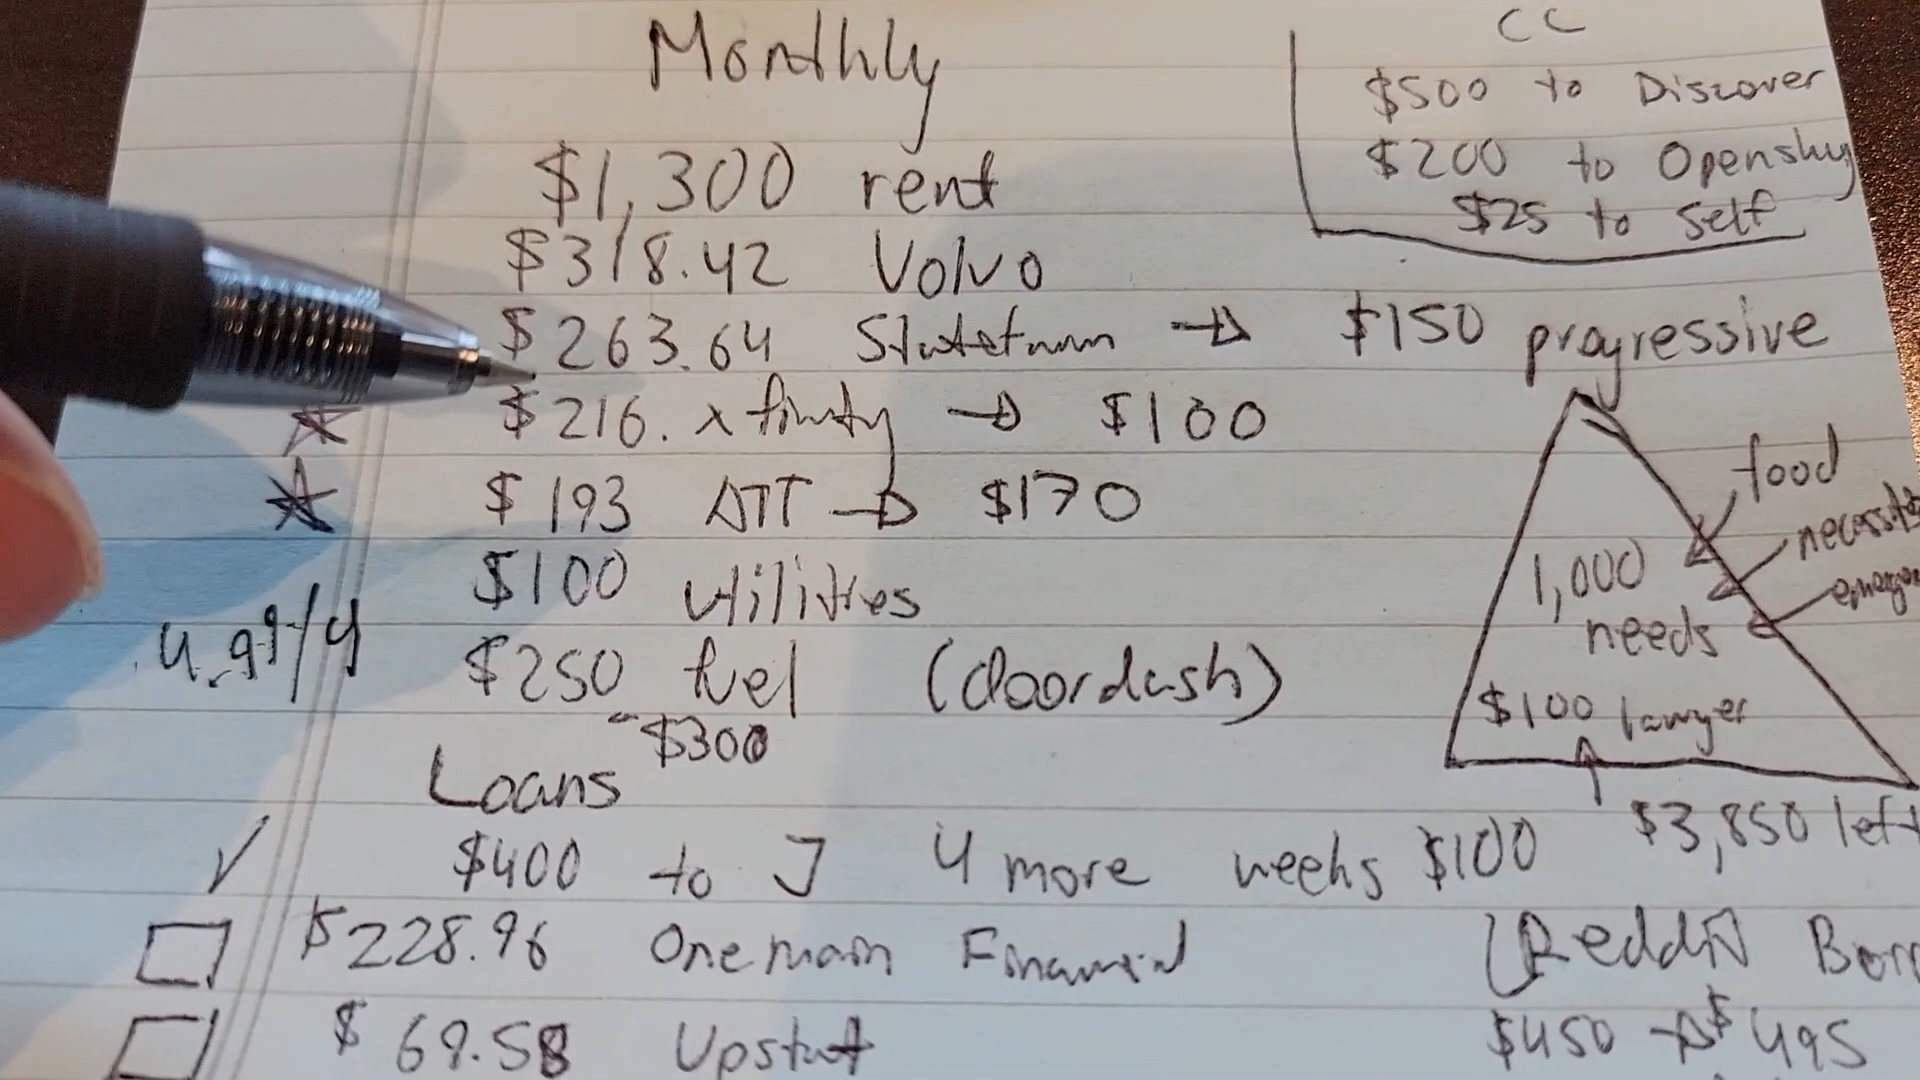 Monthly
CC
$500 to Discover
$200 to Opensky
$25 to Self
$1,300 rent
$318.42 Volvo
$263.64 Statefarm → $150 progressive
$216. xfinity → $100
$193 ATT → $170
$100 utilities
4.99/4
$250 fuel (doordash)
$300
food
1,000
needs
$100 lawyer
Loans
$3,850 left
$400 to J 4 more weeks $100
$228.96 Onemain Financial
(Reddit
$69.58 Upstart
$450 → $495